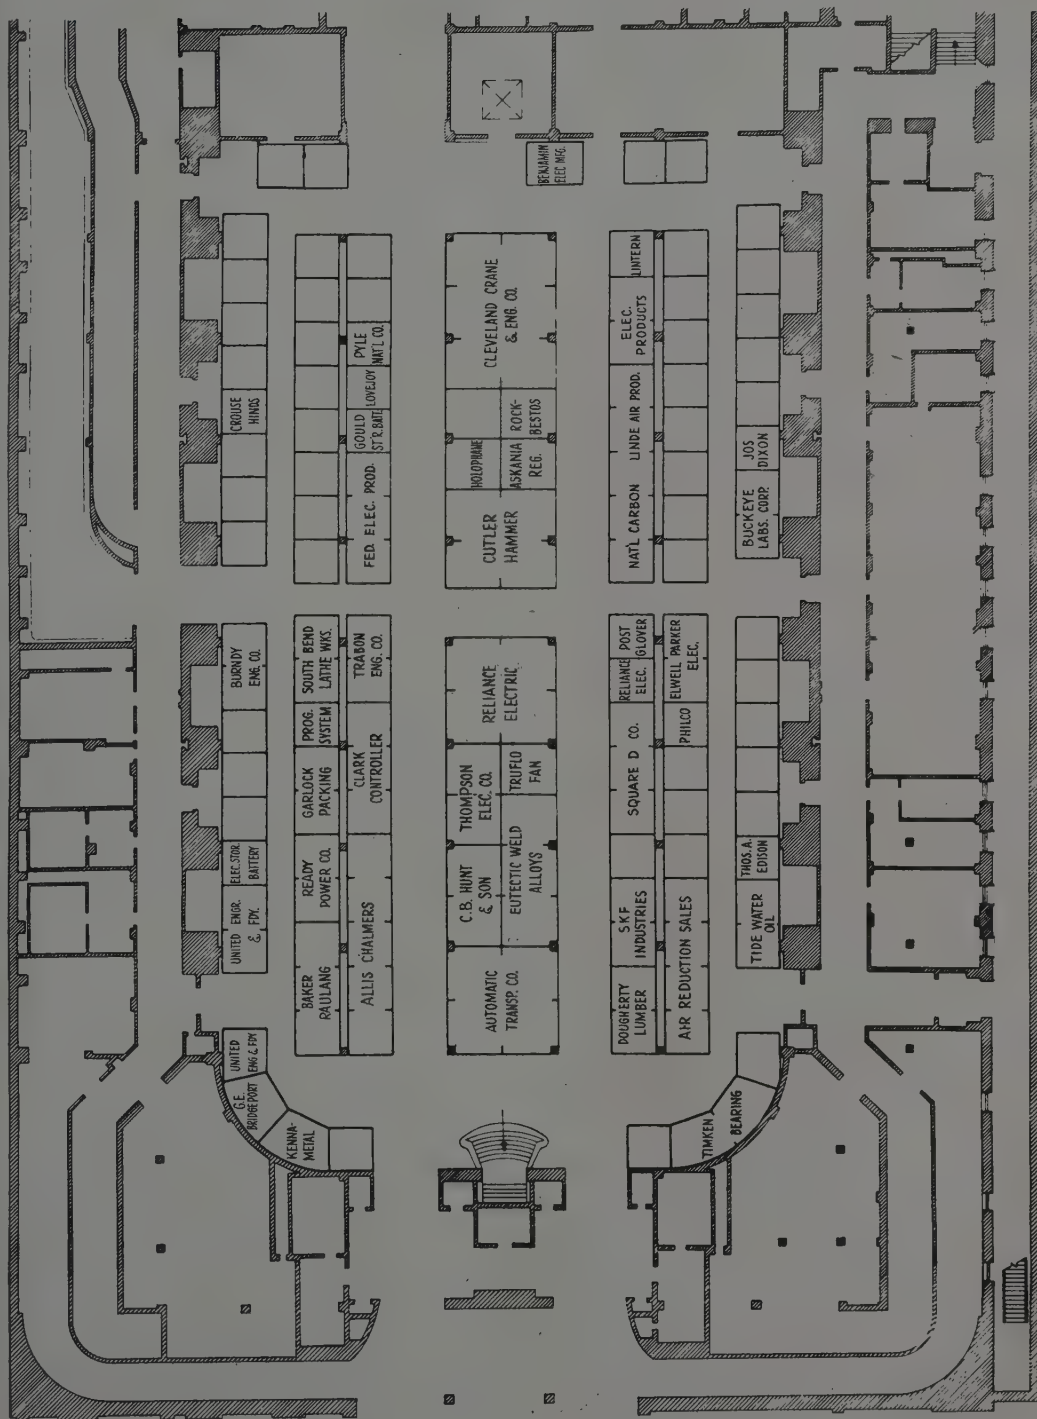 BENJAMIN
ELEC. MFG.
CROUSE
HINDS
PYLE
NAT'L CO.
LOVEJOY
GOULD
ST'R. BATT.
FED. ELEC. PROD.
CLEVELAND CRANE
& ENG. CO.
HOLOPHANE
ROCK-
BESTOS
ASKANIA
REG.
CUTLER
HAMMER
LINTERN
ELEC.
PRODUCTS
LINDE AIR PROD.
NAT'L CARBON
JOS
DIXON
BUCKEYE
LABS. CORP.
BURNDY
ENG. CO.
ELEC. STOR.
BATTERY
UNITED ENGR.
& FDY.
SOUTH BEND
LATHE WKS.
PROG.
SYSTEM
GARLOCK
PACKING
READY
POWER CO.
BAKER
RAULANG
TRABON
ENG. CO.
CLARK
CONTROLLER
ALLIS CHALMERS
RELIANCE
ELECTRIC
THOMPSON
ELEC. CO.
TRUFLO
FAN
C.B. HUNT
& SON
EUTECTIC WELD
ALLOYS
AUTOMATIC
TRANSP. CO.
POST
GLOVER
RELIANCE
ELEC.
SQUARE D CO.
SKF
INDUSTRIES
DOUGHERTY
LUMBER
ELWELL PARKER
ELEC.
PHILCO
AIR REDUCTION SALES
THOS. A.
EDISON
TIDE WATER
OIL
UNITED
ENG & FDY
G.E.
BRIDGEPORT
KENNA-
METAL
TIMKEN
BEARING